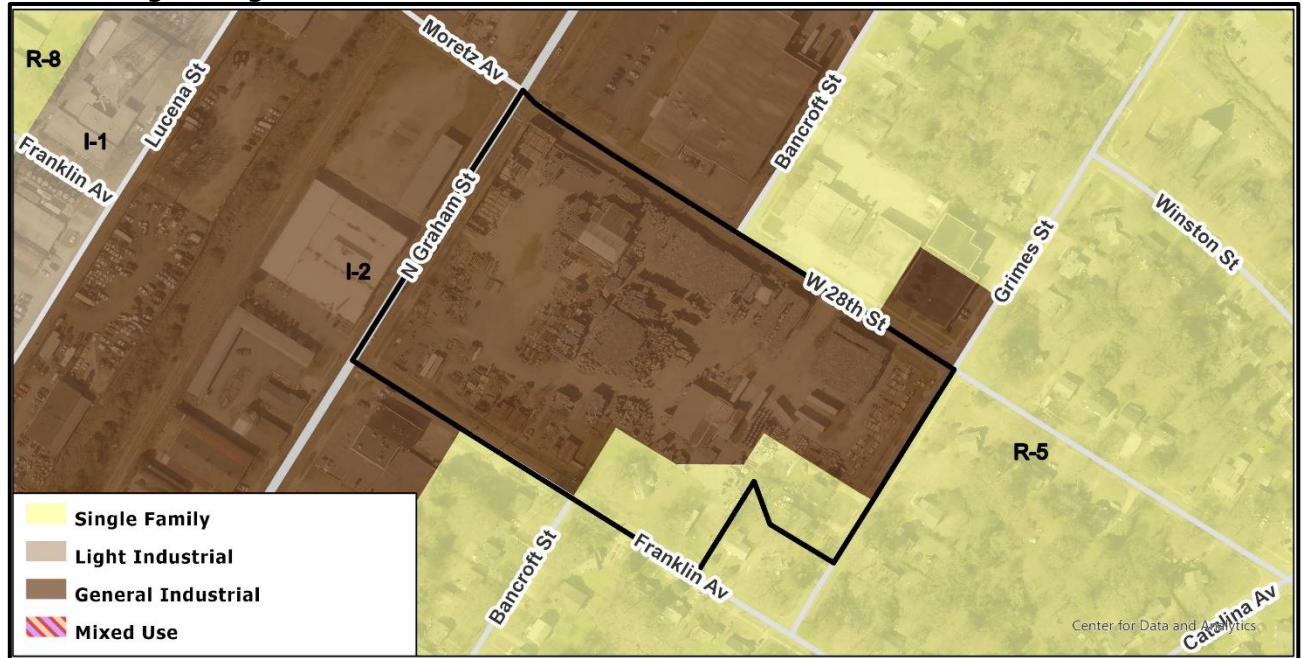 R-8
I-1
Lucena St
Franklin Av
Moretz Av
N Graham St
I-2
Bancroft St
W 28th St
Grimes St
Winston St
R-5
Bancroft St
Franklin Av
Catalina Av
Center for Data and Analytics
Single Family
Light Industrial
General Industrial
Mixed Use